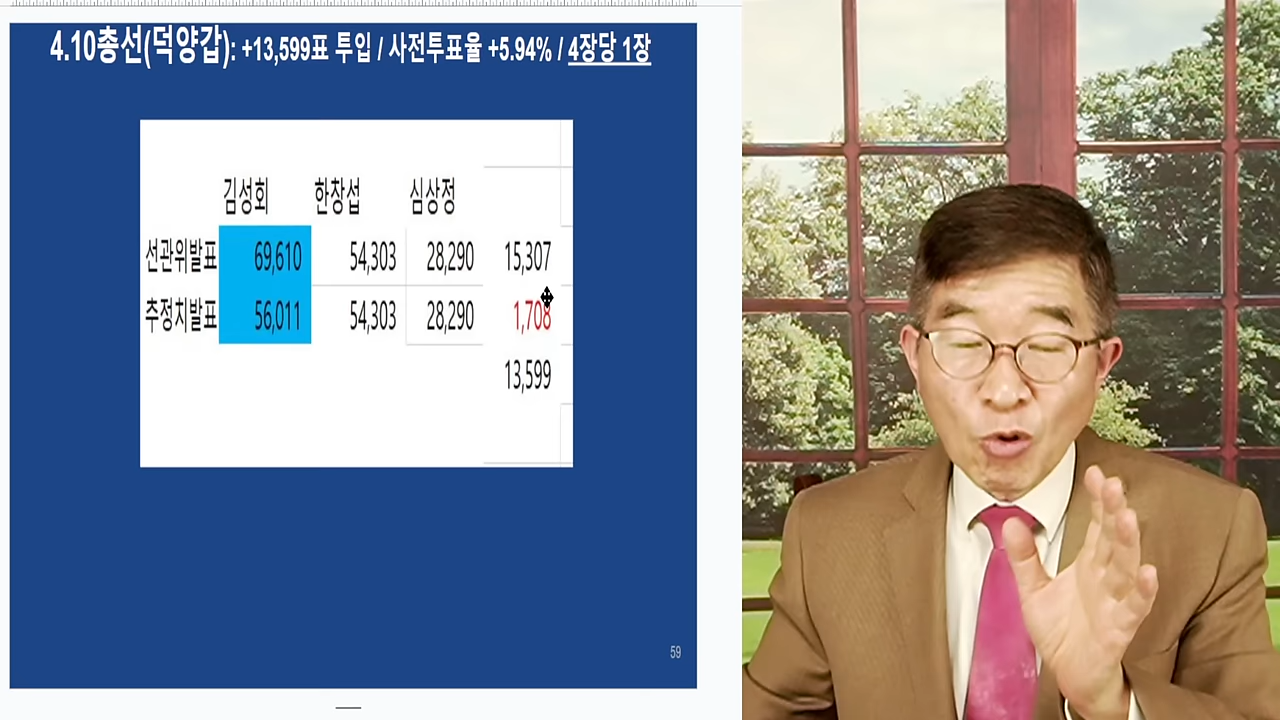 4.10총선(덕양갑): +13,599표 투입 / 사전투표율 +5.94% / 4장당 1장
김성회 한창섭 심상정
선관위발표 69,610 54,303 28,290 15,307
추정치발표 56,011 54,303 28,290 1,708
13,599
59